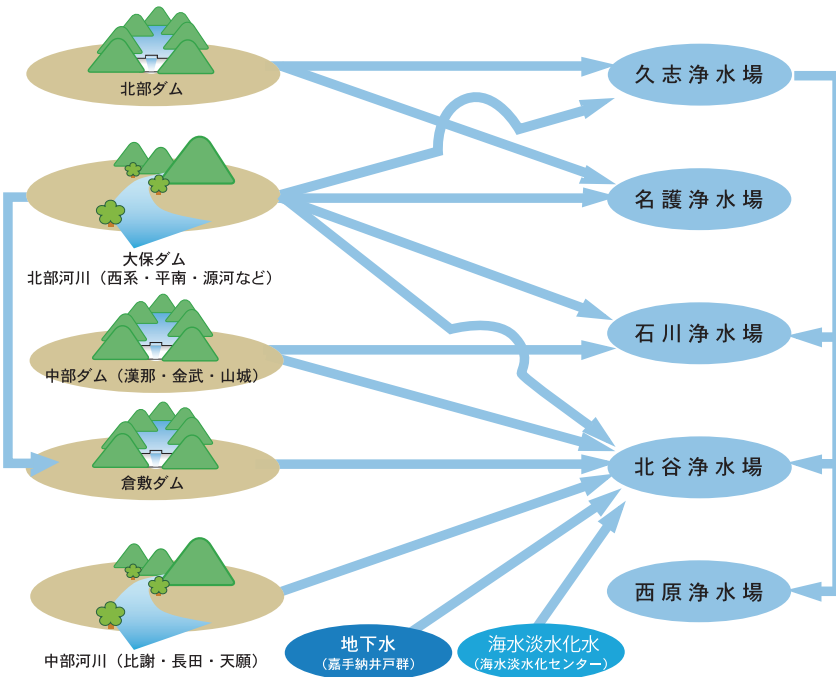 北部ダム
大保ダム
北部河川（西系・平南・源河など）
中部ダム（漢那・金武・山城）
倉敷ダム
中部河川（比謝・長田・天願）
地下水
（嘉手納井戸群）
海水淡水化水
（海水淡水化センター）
久志浄水場
名護浄水場
石川浄水場
北谷浄水場
西原浄水場